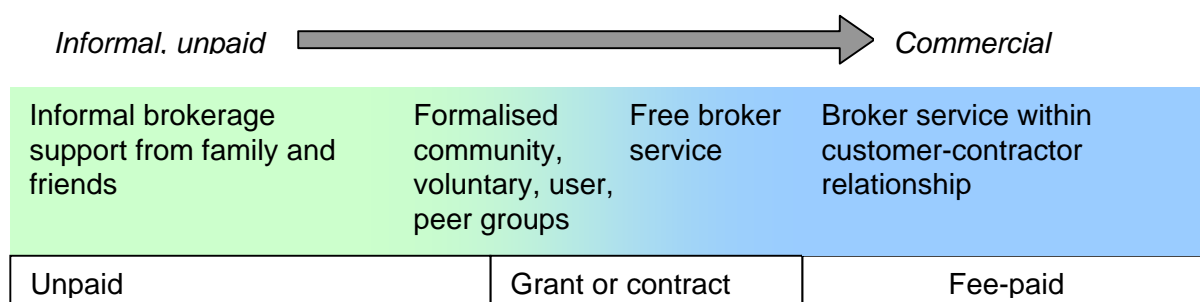 Informal, unpaid
Commercial
Informal brokerage
support from family and
friends
Formalised
community,
voluntary, user,
peer groups
Free broker
service
Broker service within
customer-contractor
relationship
Unpaid
Grant or contract
Fee-paid